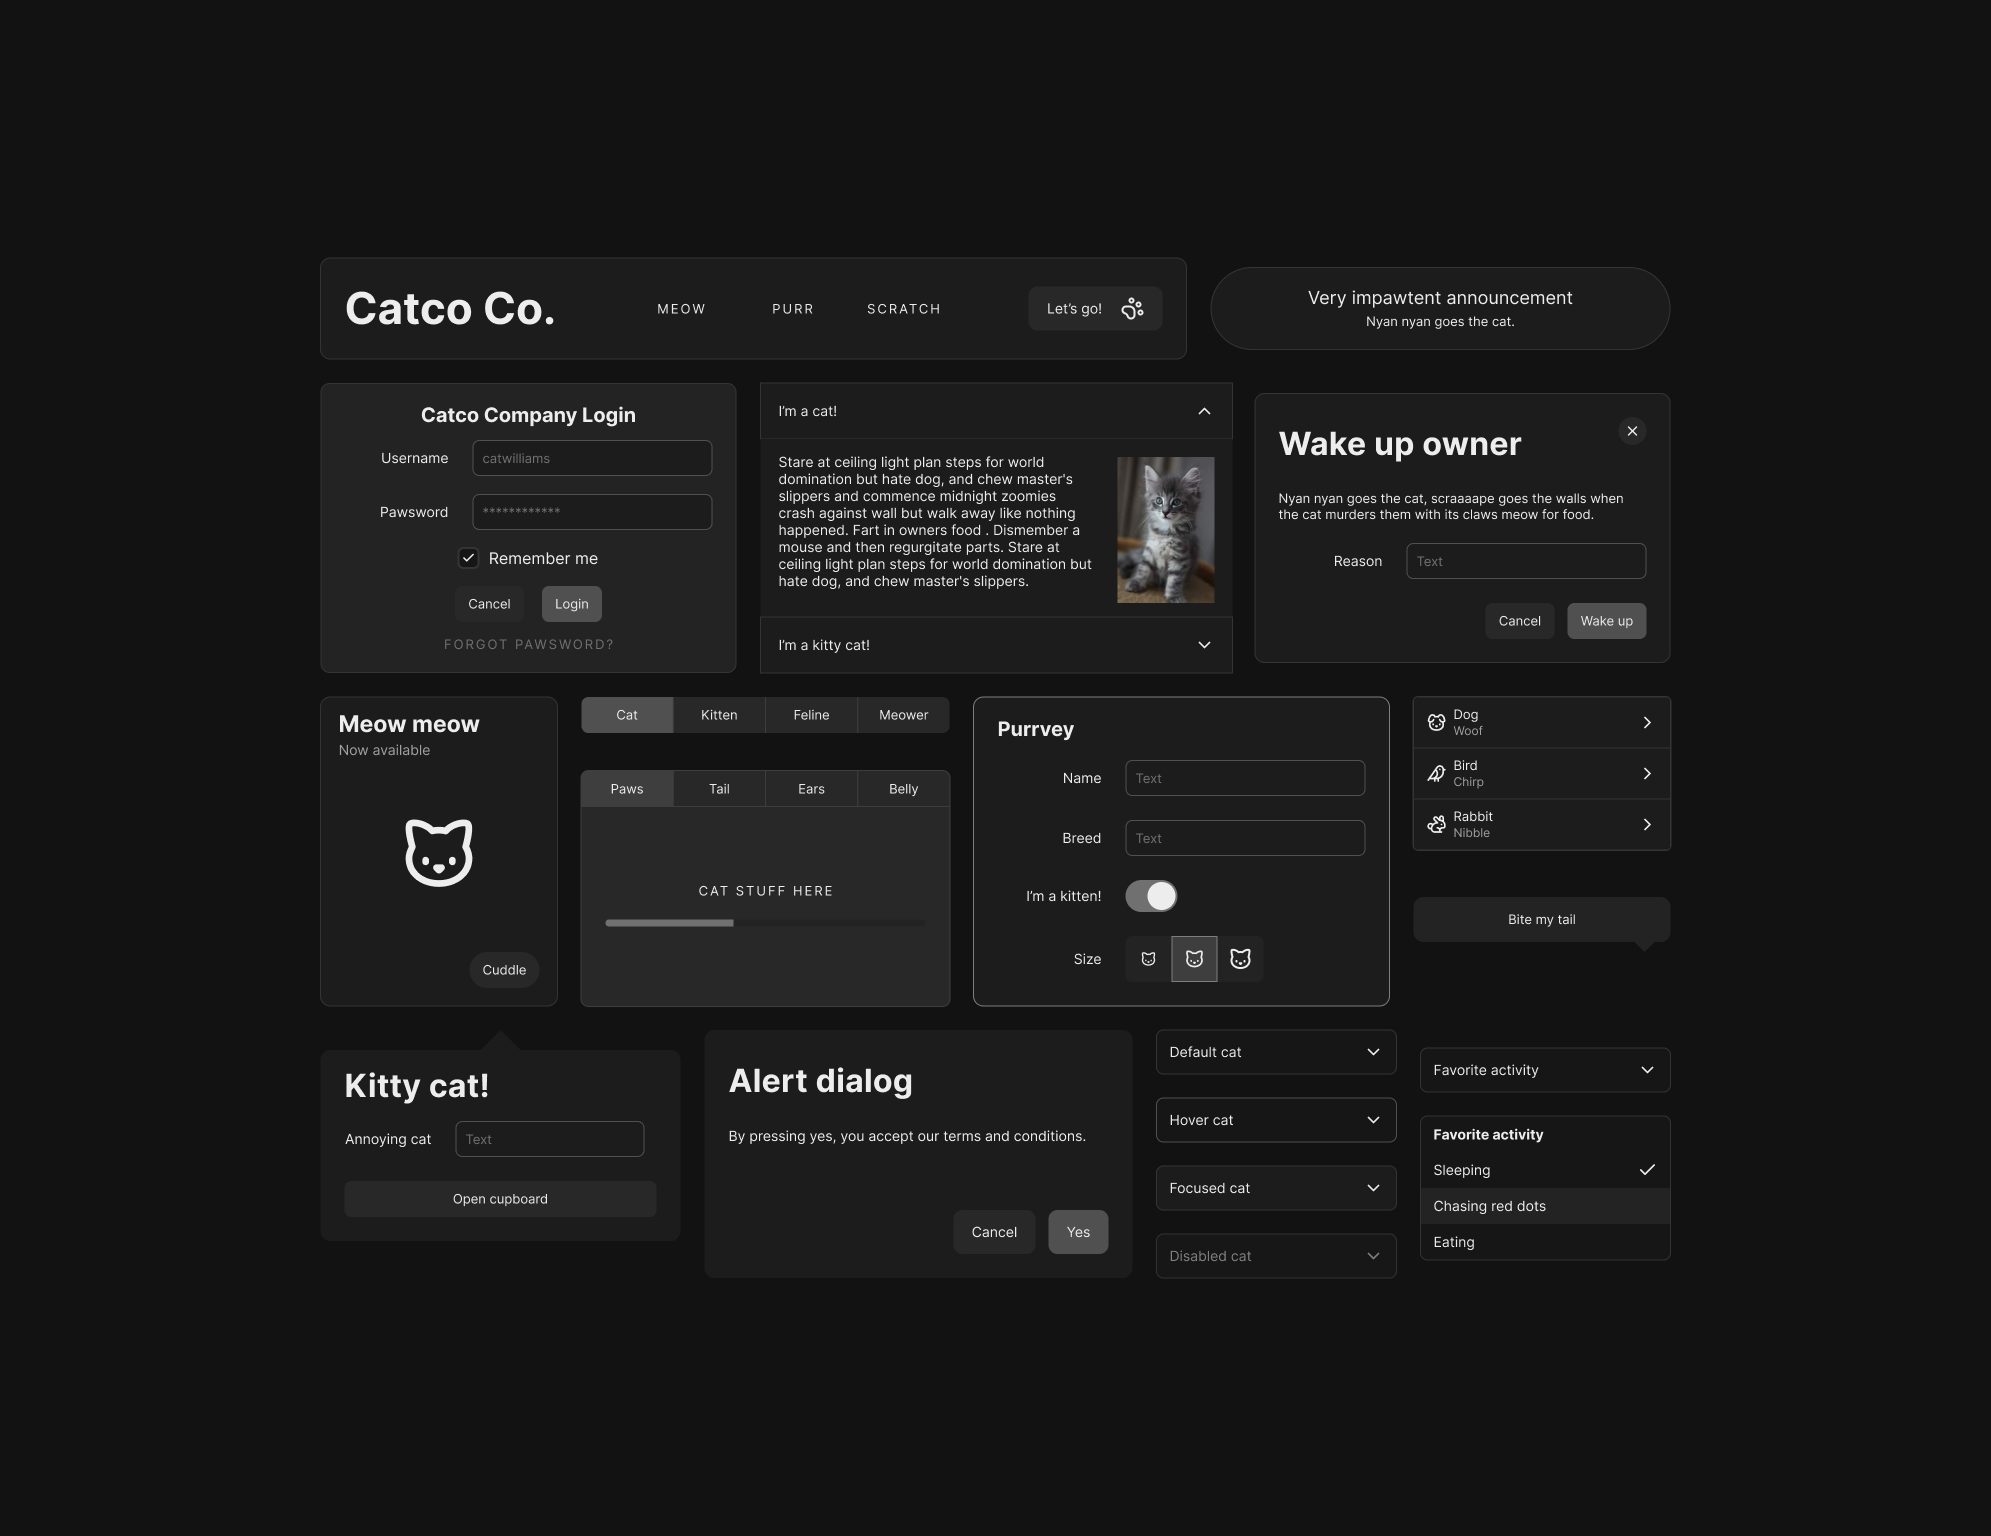 Catco Co.
MEOW
PURR
SCRATCH
Let's go!
Very impawtent announcement
Nyan nyan goes the cat.
Catco Company Login
Username
catwilliams
Pawsword
************
Remember me
Cancel
Login
FORGOT PAWSWORD?
I'm a cat!
Stare at ceiling light plan steps for world
domination but hate dog, and chew master's
slippers and commence midnight zoomies
crash against wall but walk away like nothing
happened. Fart in owners food . Dismember a
mouse and then regurgitate parts. Stare at
ceiling light plan steps for world domination but
hate dog, and chew master's slippers.
I'm a kitty cat!
Wake up owner
Nyan nyan goes the cat, scraaaape goes the walls when
the cat murders them with its claws meow for food.
Reason
Text
Cancel
Wake up
Meow meow
Now available
Cuddle
Cat
Kitten
Feline
Meower
Paws
Tail
Ears
Belly
CAT STUFF HERE
Purrvey
Name
Text
Breed
Text
I'm a kitten!
Size
Dog
Woof
Bird
Chirp
Rabbit
Nibble
Bite my tail
Kitty cat!
Annoying cat
Text
Open cupboard
Alert dialog
By pressing yes, you accept our terms and conditions.
Cancel
Yes
Default cat
Hover cat
Focused cat
Disabled cat
Favorite activity
Favorite activity
Sleeping
Chasing red dots
Eating